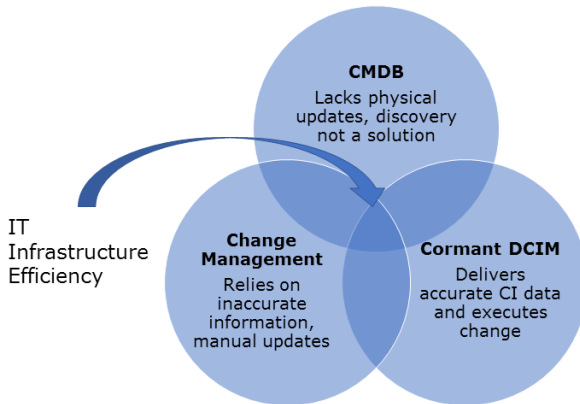 CMDB
Lacks physical
updates, discovery
not a solution
IT
Infrastructure
Efficiency
Change
Management
Relies on
inaccurate
information,
manual updates
Cormant DCIM
Delivers
accurate CI data
and executes
change